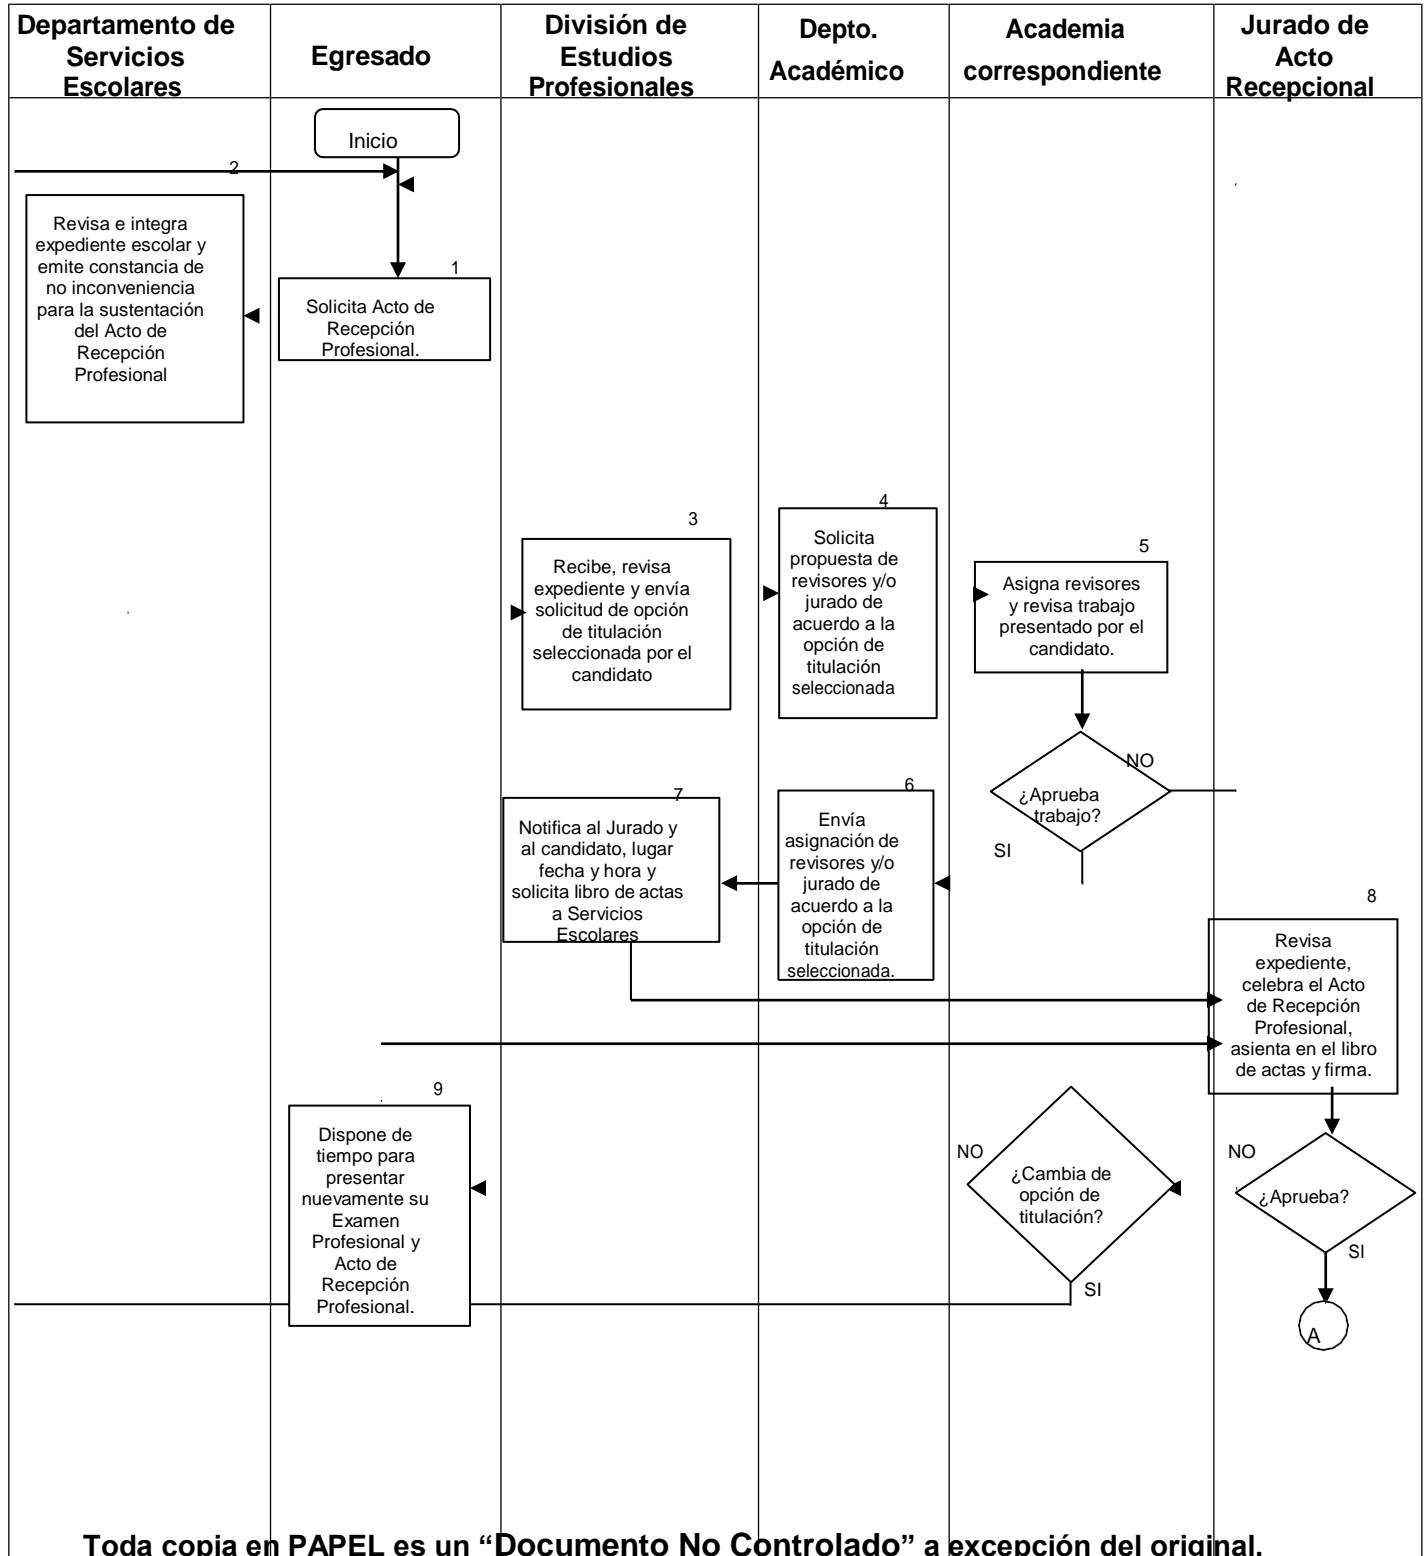 Departamento de
Servicios
Escolares
Egresado
División de
Estudios
Profesionales
Depto.
Académico
Academia
correspondiente
Jurado de
Acto
Recepcional
Inicio
2
Revisa e integra
expediente escolar y
emite constancia de
no inconveniencia
para la sustentación
del Acto de
Recepción
Profesional
1
Solicita Acto de
Recepción
Profesional.
3
Recibe, revisa
expediente y envía
solicitud de opción
de titulación
seleccionada por el
candidato
4
Solicita
propuesta de
revisores y/o
jurado de
acuerdo a la
opción de
titulación
seleccionada
5
Asigna revisores
y revisa trabajo
presentado por el
candidato.
NO
¿Aprueba
trabajo?
SI
6
Envía
asignación de
revisores y/o
jurado de
acuerdo a la
opción de
titulación
seleccionada.
7
Notifica al Jurado y
al candidato, lugar
fecha y hora y
solicita libro de actas
a Servicios
Escolares
8
Revisa
expediente,
celebra el Acto
de Recepción
Profesional,
asienta en el libro
de actas y firma.
9
Dispone de
tiempo para
presentar
nuevamente su
Examen
Profesional y
Acto de
Recepción
Profesional.
NO
¿Cambia de
opción de
titulación?
SI
NO
¿Aprueba?
SI
A
Toda copia en PAPEL es un “Documento No Controlado” a excepción del original.